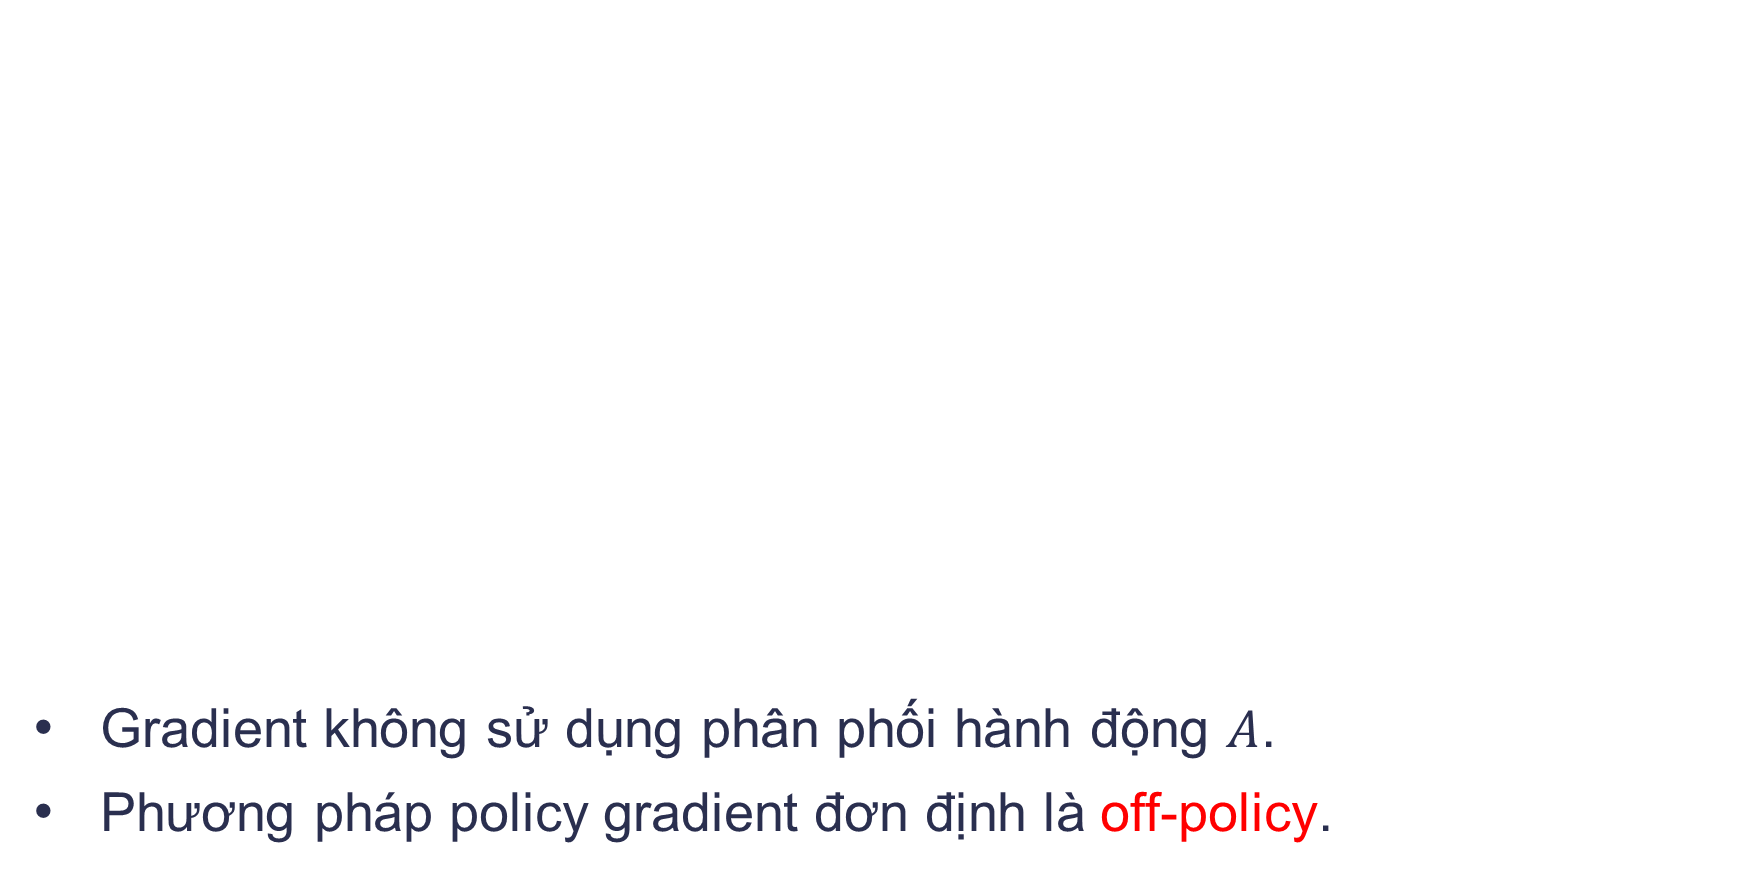 • Gradient không sử dụng phân phối hành động A.
• Phương pháp policy gradient đơn định là off-policy.